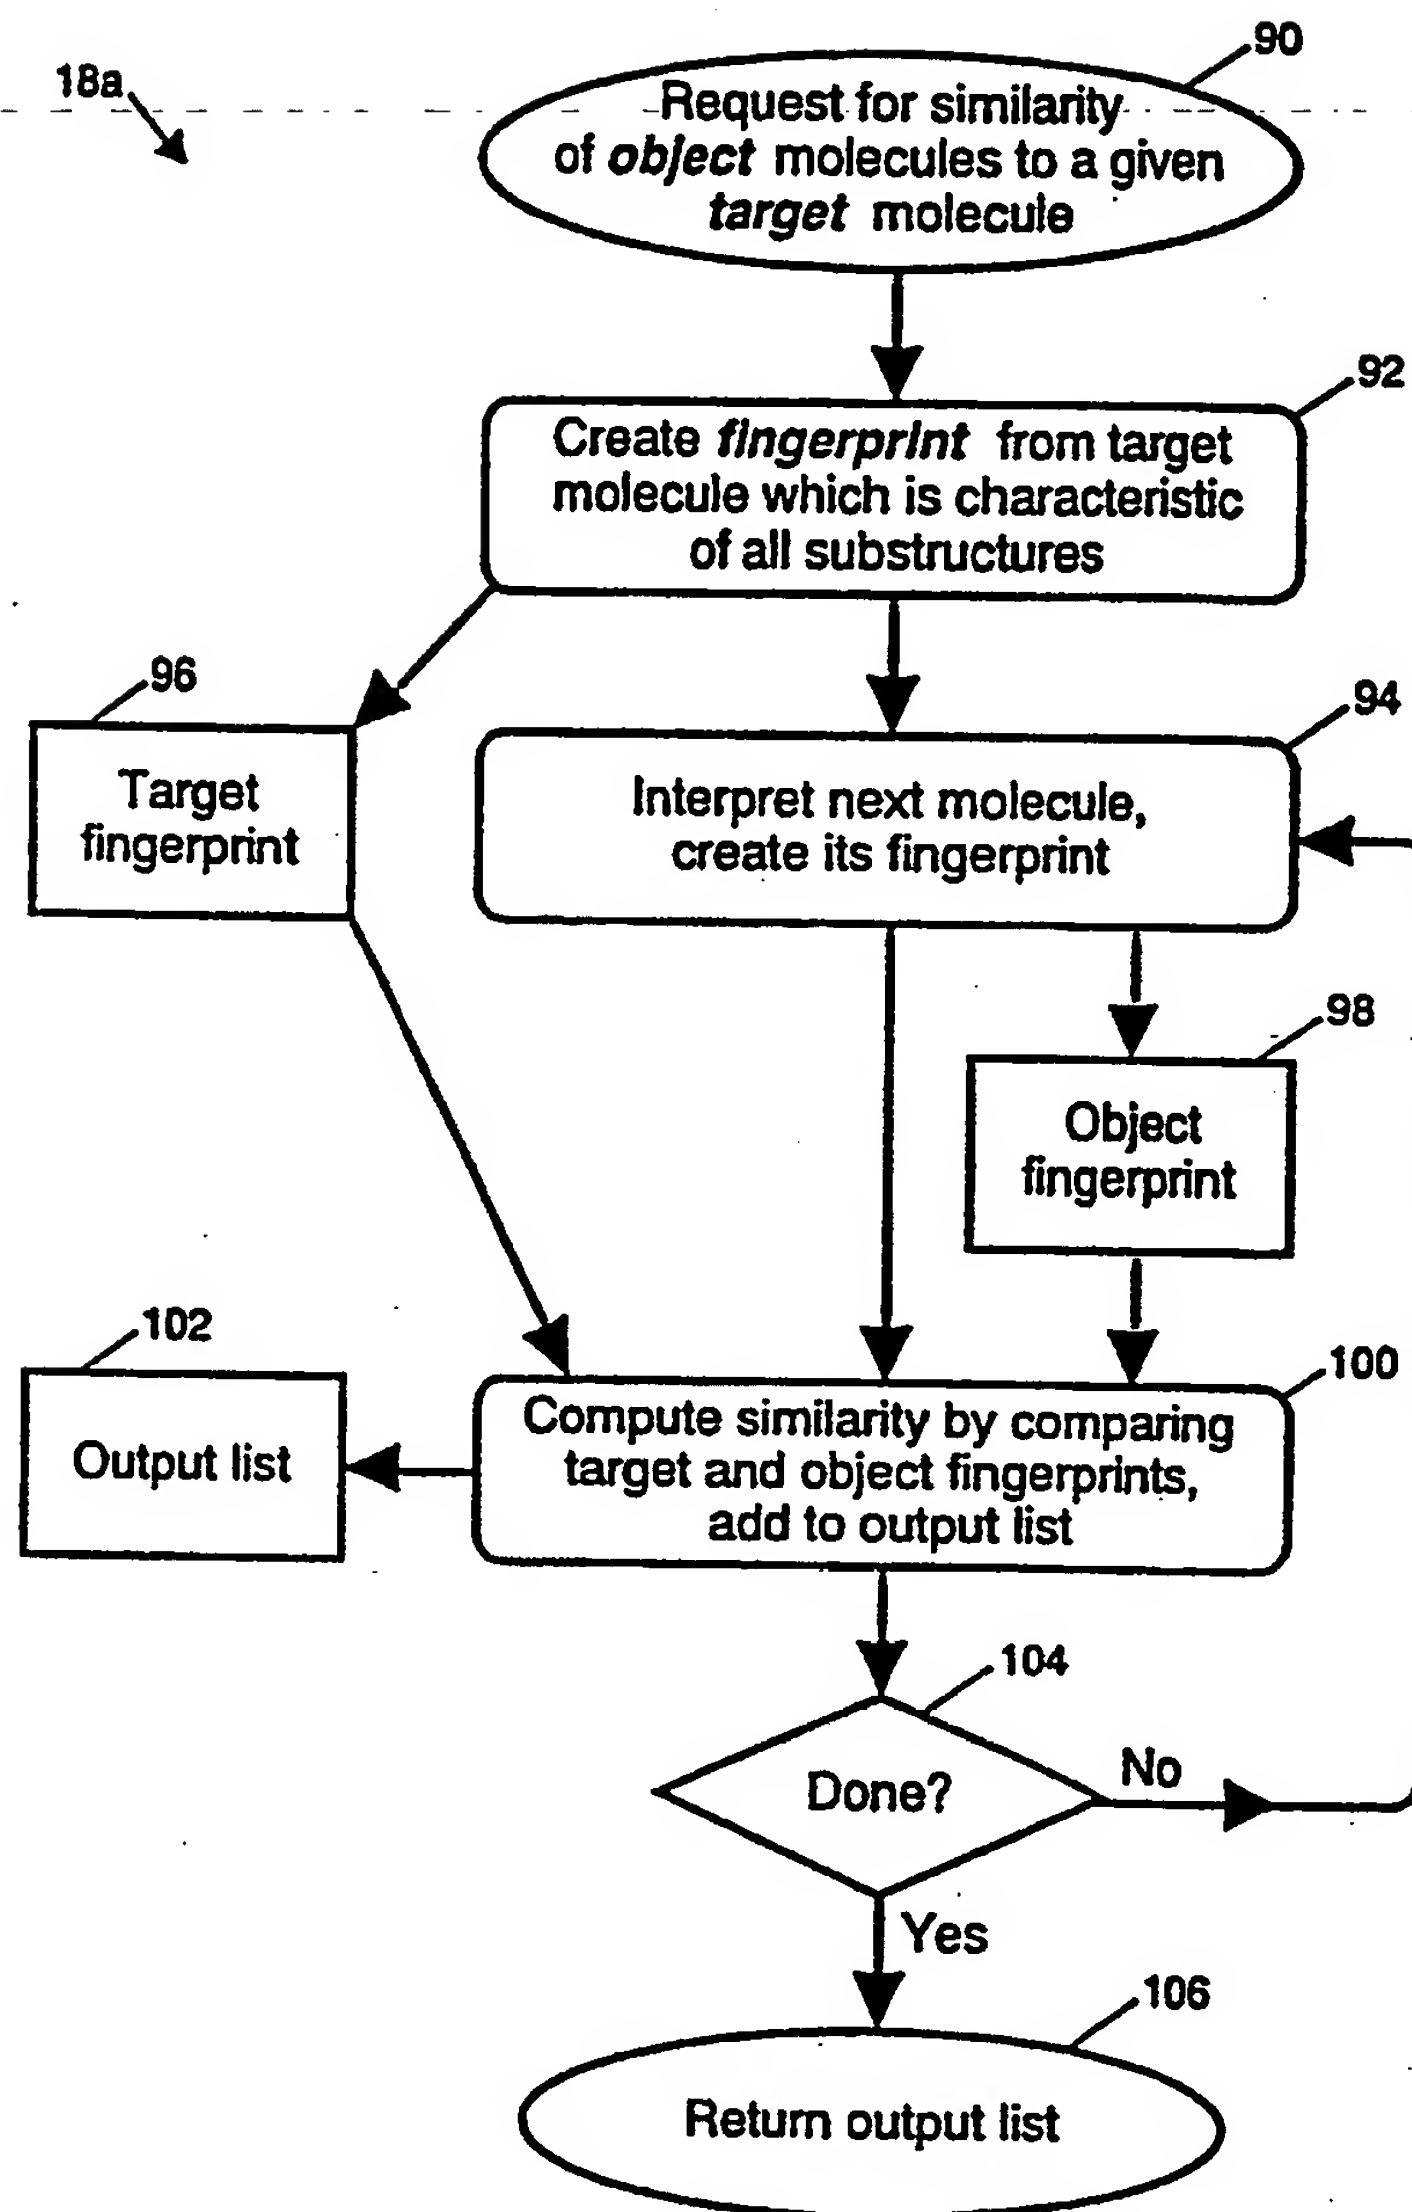 18a
90
Request for similarity
of object molecules to a given
target molecule
92
Create fingerprint from target
molecule which is characteristic
of all substructures
96
Target
fingerprint
94
Interpret next molecule,
create its fingerprint
98
Object
fingerprint
102
Output list
100
Compute similarity by comparing
target and object fingerprints,
add to output list
104
Done?
No
Yes
106
Return output list